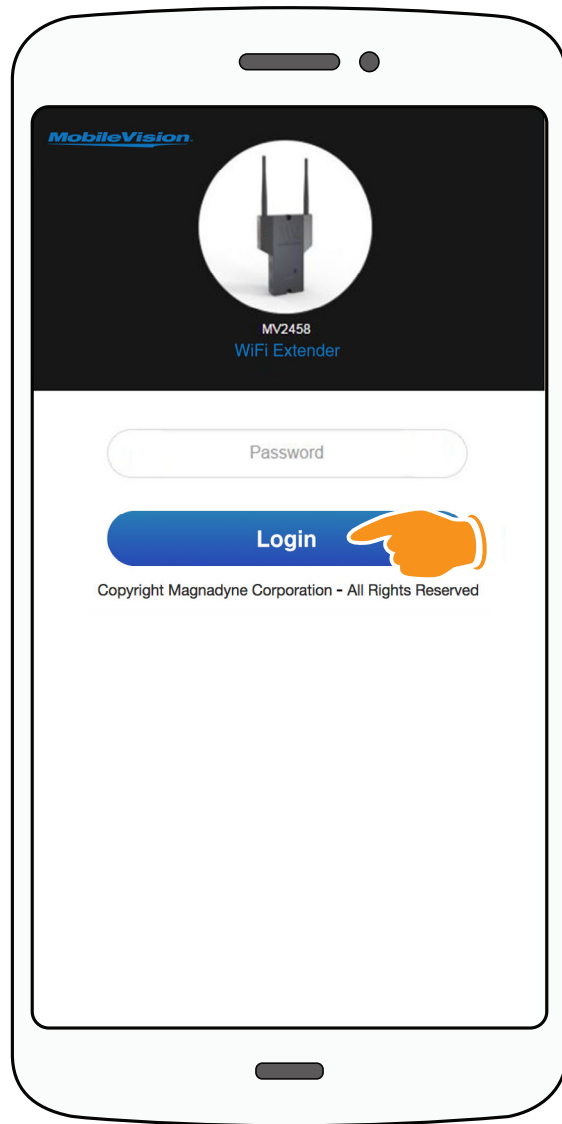 MobileVision
MV2458
WiFi Extender
Password
Login
Copyright Magnadyne Corporation - All Rights Reserved